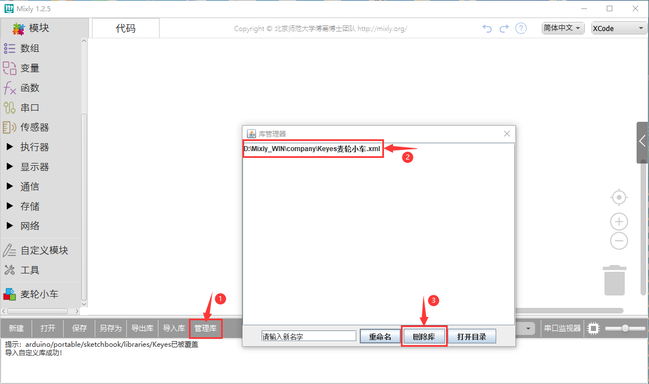 Mixly 1.2.5
模块
代码
Copyright © 北京师范大学傅骞博士团队 http://mixly.org/
简体中文
XCode
数组
变量
函数
串口
传感器
执行器
显示器
通信
存储
网络
自定义模块
工具
麦轮小车
库管理器
D:\Mixly_WIN\company\Keyes麦轮小车.xml
2
1
3
新建
打开
保存
另存为
导出库
导入库
管理库
请输入别名字
重命名
删除库
打开目录
串口监视器
提示: arduino/portable/sketchbook/libraries/Keyes已被覆盖
导入自定义库成功!